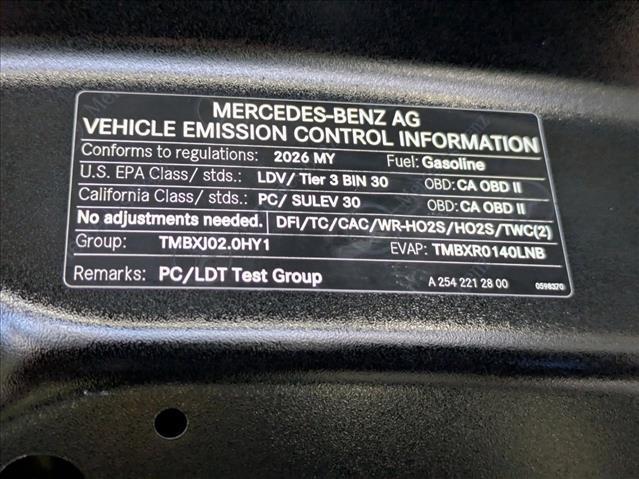 MERCEDES-BENZ AG
VEHICLE EMISSION CONTROL INFORMATION
Conforms to regulations: 2026 MY Fuel: Gasoline
U.S. EPA Class/ stds.: LDV/ Tier 3 BIN 30 OBD: CA OBD II
California Class/ stds.: PC/ SULEV 30 OBD: CA OBD II
No adjustments needed. DFI/TC/CAC/WR-HO2S/HO2S/TWC(2)
Group: TMBXJ02.0HY1 EVAP: TMBXR0140LNB
Remarks: PC/LDT Test Group A 254 221 28 00 0598370